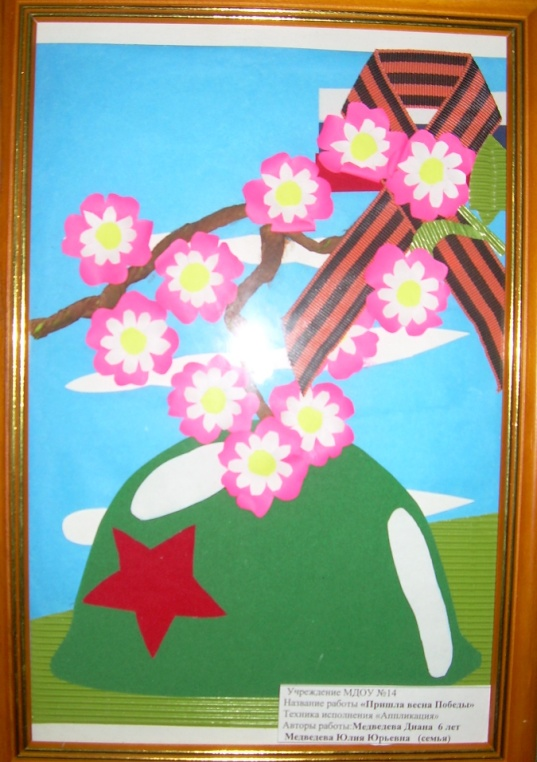 Учреждение МДОУ №14
Название работы «Пришла весна Победы»
Техника исполнения «Аппликация»
Авторы работы:Медведева Диана 6 лет
Медведева Юлия Юрьевна (семья)